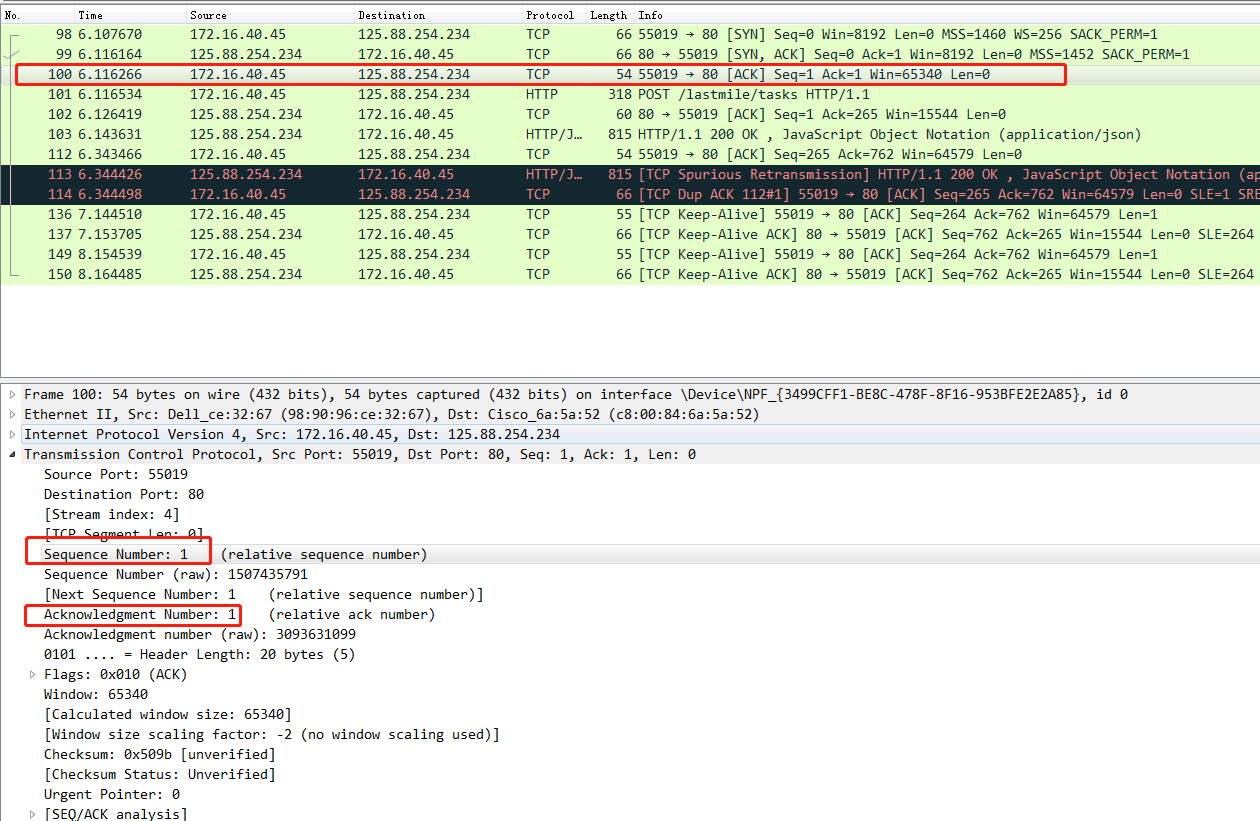 No. Time Source Destination Protocol Length Info
98 6.107670 172.16.40.45 125.88.254.234 TCP 66 55019 → 80 [SYN] Seq=0 Win=8192 Len=0 MSS=1460 WS=256 SACK_PERM=1
99 6.116164 125.88.254.234 172.16.40.45 TCP 66 80 → 55019 [SYN, ACK] Seq=0 Ack=1 Win=8192 Len=0 MSS=1452 SACK_PERM=1
100 6.116266 172.16.40.45 125.88.254.234 TCP 54 55019 → 80 [ACK] Seq=1 Ack=1 Win=65340 Len=0
101 6.116534 172.16.40.45 125.88.254.234 HTTP 318 POST /lastmile/tasks HTTP/1.1
102 6.126419 125.88.254.234 172.16.40.45 TCP 60 80 → 55019 [ACK] Seq=1 Ack=265 Win=15544 Len=0
103 6.143631 125.88.254.234 172.16.40.45 HTTP/J… 815 HTTP/1.1 200 OK , JavaScript Object Notation (application/json)
112 6.343466 172.16.40.45 125.88.254.234 TCP 54 55019 → 80 [ACK] Seq=265 Ack=762 Win=64579 Len=0
113 6.344426 125.88.254.234 172.16.40.45 HTTP/J… 815 [TCP Spurious Retransmission] HTTP/1.1 200 OK , JavaScript Object Notation (ap
114 6.344498 172.16.40.45 125.88.254.234 TCP 66 [TCP Dup ACK 112#1] 55019 → 80 [ACK] Seq=265 Ack=762 Win=64579 Len=0 SLE=1 SRE
136 7.144510 172.16.40.45 125.88.254.234 TCP 55 [TCP Keep-Alive] 55019 → 80 [ACK] Seq=264 Ack=762 Win=64579 Len=1
137 7.153705 125.88.254.234 172.16.40.45 TCP 66 [TCP Keep-Alive ACK] 80 → 55019 [ACK] Seq=762 Ack=265 Win=15544 Len=0 SLE=264
149 8.154539 172.16.40.45 125.88.254.234 TCP 55 [TCP Keep-Alive] 55019 → 80 [ACK] Seq=264 Ack=762 Win=64579 Len=1
150 8.164485 125.88.254.234 172.16.40.45 TCP 66 [TCP Keep-Alive ACK] 80 → 55019 [ACK] Seq=762 Ack=265 Win=15544 Len=0 SLE=264
Frame 100: 54 bytes on wire (432 bits), 54 bytes captured (432 bits) on interface \Device\NPF_{3499CFF1-BE8C-478F-8F16-953BFE2E2A85}, id 0
Ethernet II, Src: Dell_ce:32:67 (98:90:96:ce:32:67), Dst: Cisco_6a:5a:52 (c8:00:84:6a:5a:52)
Internet Protocol Version 4, Src: 172.16.40.45, Dst: 125.88.254.234
Transmission Control Protocol, Src Port: 55019, Dst Port: 80, Seq: 1, Ack: 1, Len: 0
Source Port: 55019
Destination Port: 80
[Stream index: 4]
[TCP Segment Len: 0]
Sequence Number: 1 (relative sequence number)
Sequence Number (raw): 1507435791
[Next Sequence Number: 1 (relative sequence number)]
Acknowledgment Number: 1 (relative ack number)
Acknowledgment number (raw): 3093631099
0101 .... = Header Length: 20 bytes (5)
Flags: 0x010 (ACK)
Window: 65340
[Calculated window size: 65340]
[Window size scaling factor: -2 (no window scaling used)]
Checksum: 0x509b [unverified]
[Checksum Status: Unverified]
Urgent Pointer: 0
[SEQ/ACK analysis]